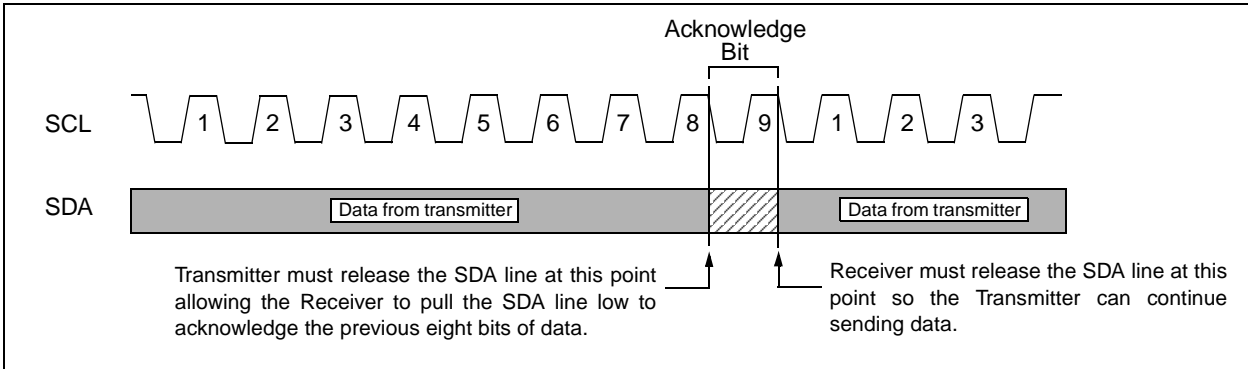 Acknowledge
Bit
SCL
1 2 3 4 5 6 7 8 9 1 2 3
SDA
Data from transmitter
Data from transmitter
Transmitter must release the SDA line at this point
allowing the Receiver to pull the SDA line low to
acknowledge the previous eight bits of data.
Receiver must release the SDA line at this
point so the Transmitter can continue
sending data.